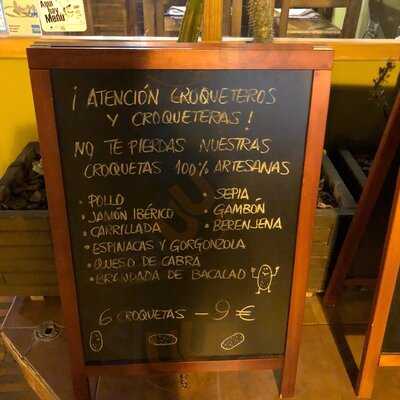 ¡ ATENCIÓN CROQUETEROS
Y CROQUETERAS !
NO TE PIERDAS NUESTRAS
CROQUETAS 100% ARTESANAS
• POLLO
• JAMÓN IBÉRICO
• CARRILLADA
• ESPINACAS Y GORGONZOLA
• QUESO DE CABRA
• BRANDADA DE BACALAO
• SEPIA
• GAMBÓN
• BERENJENA
6 CROQUETAS - 9 €
Menú